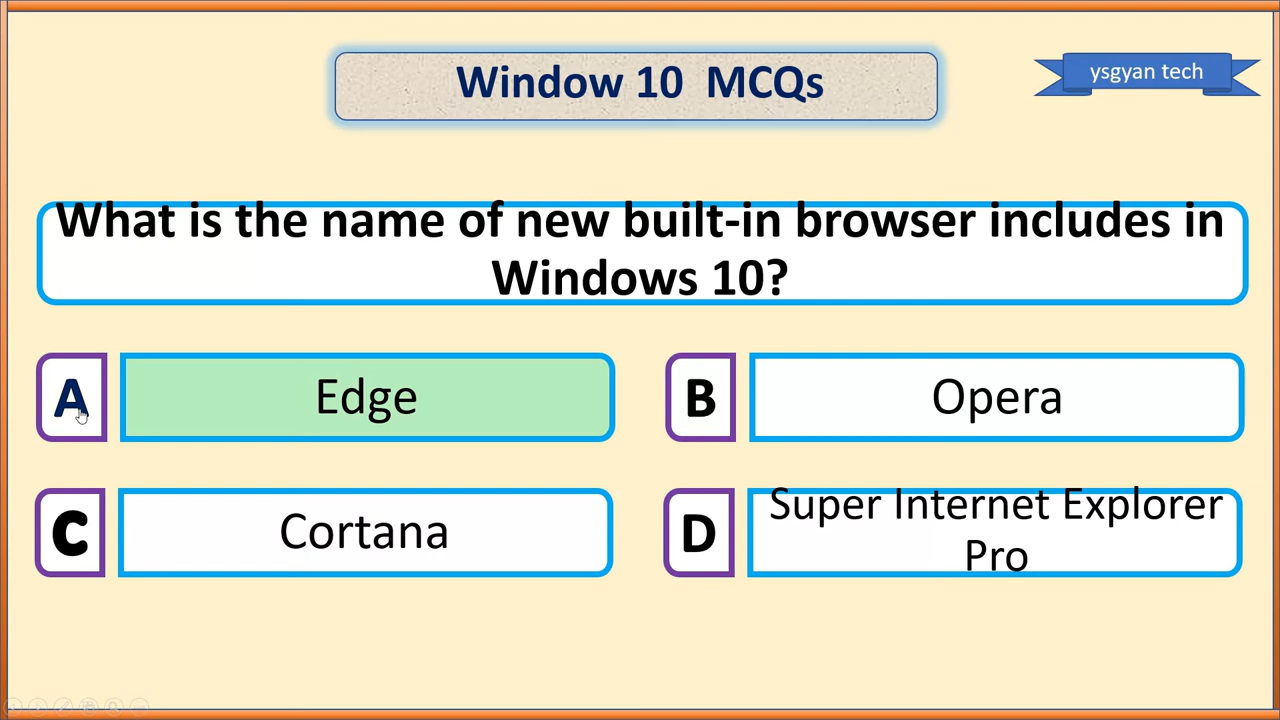 Window 10  MCQs
ysgyan tech
What is the name of new built-in browser includes in
Windows 10?
A
Edge
B
Opera
C
Cortana
D
Super Internet Explorer
Pro